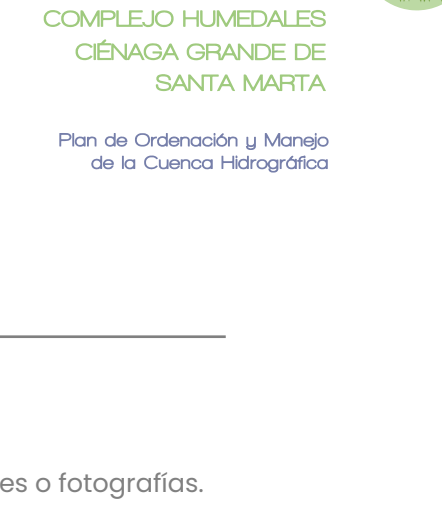 COMPLEJO HUMEDALES
CIÉNAGA GRANDE DE
SANTA MARTA
Plan de Ordenación y Manejo
de la Cuenca Hidrográfica
es o fotografías.